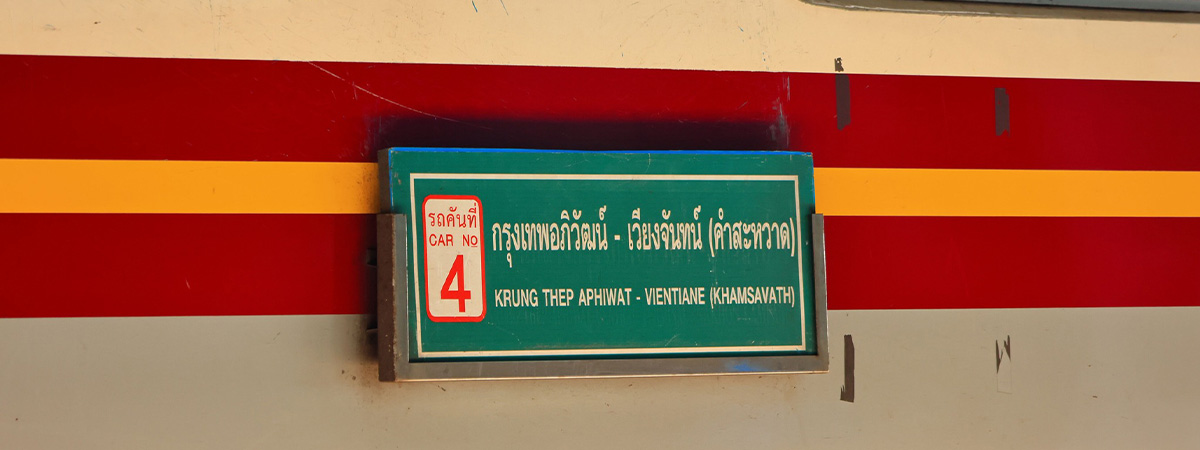 รถคันที่
CAR Nọ
4
กรุงเทพอภิวัฒน์ - เวียงจันทน์ (คำสะหวาด)
KRUNG THEP APHIWAT - VIENTIANE (KHAMSAVATH)